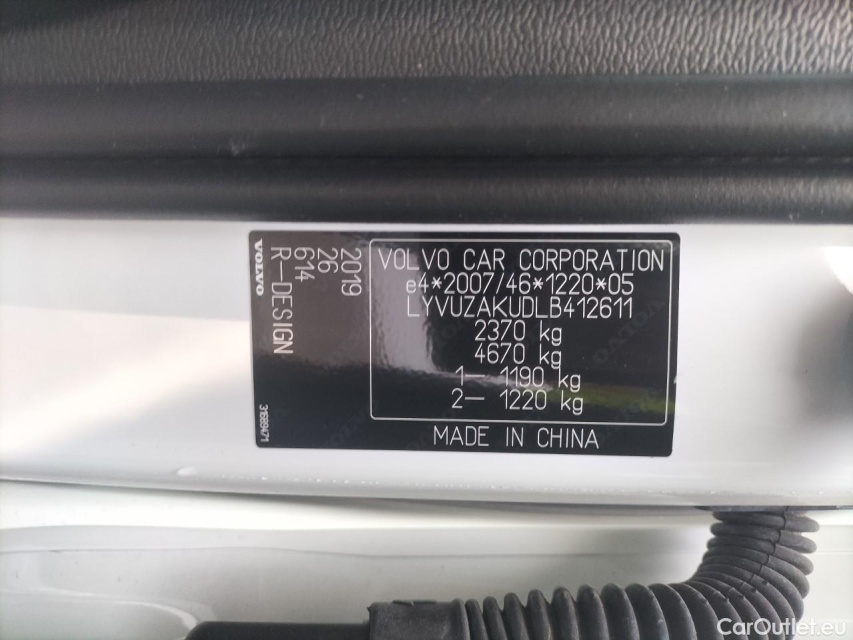 VOLVO CAR CORPORATION
e4*2007/46*1220*05
LYVUZAKUDLB412611
2370 kg
4670 kg
1— 1190 kg
2— 1220 kg
MADE IN CHINA
2019
26
614
R-DESIGN
VOLVO
31689471
CarOutlet.eu